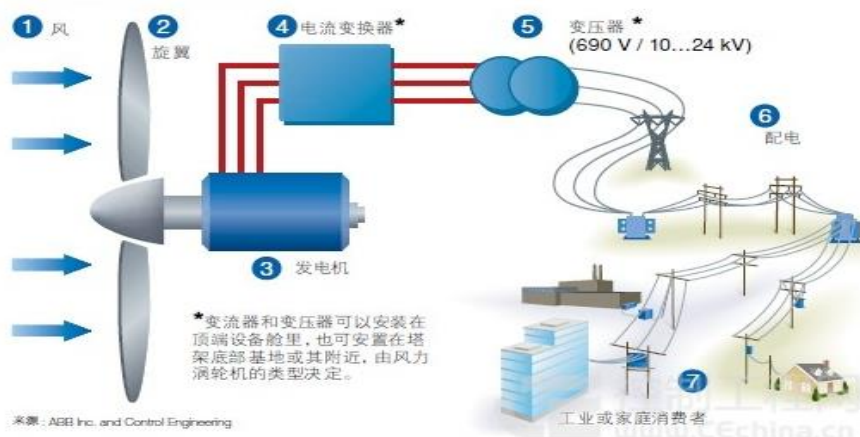 1 风
2
旋翼
3 发电机
4 电流变换器*
5 变压器*
(690 V / 10…24 kV)
6
配电
7
工业或家庭消费者
*变流器和变压器可以安装在
顶端设备舱里，也可安置在塔
架底部基地或其附近，由风力
涡轮机的类型决定。
来源：ABB Inc. and Control Engineering
www.CEchina.cn